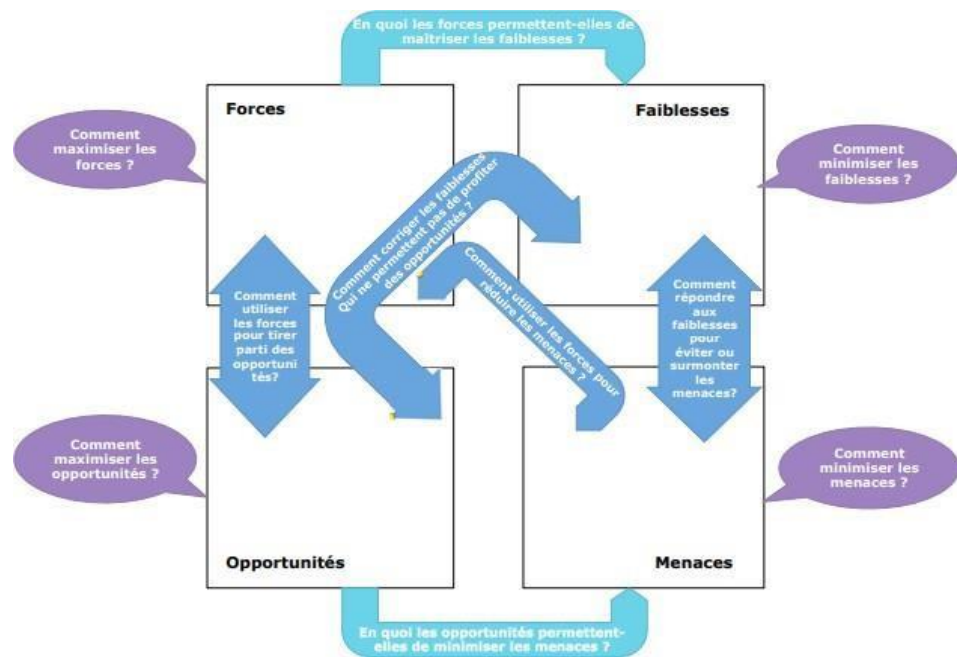 En quoi les forces permettent-elles de
maîtriser les faiblesses ?
Forces
Faiblesses
Comment
maximiser les
forces ?
Comment
minimiser les
faiblesses ?
Comment corriger les faiblesses
Qui ne permettent pas de profiter
des opportunités ?
Comment utiliser les forces pour
réduire les menaces ?
Comment
utiliser
les forces
pour tirer
parti des
opportuni
tés?
Comment
répondre
aux
faiblesses
pour
éviter ou
surmonter
les
menaces?
Comment
maximiser les
opportunités ?
Comment
minimiser les
menaces ?
Opportunités
Menaces
En quoi les opportunités permettent-
elles de minimiser les menaces ?